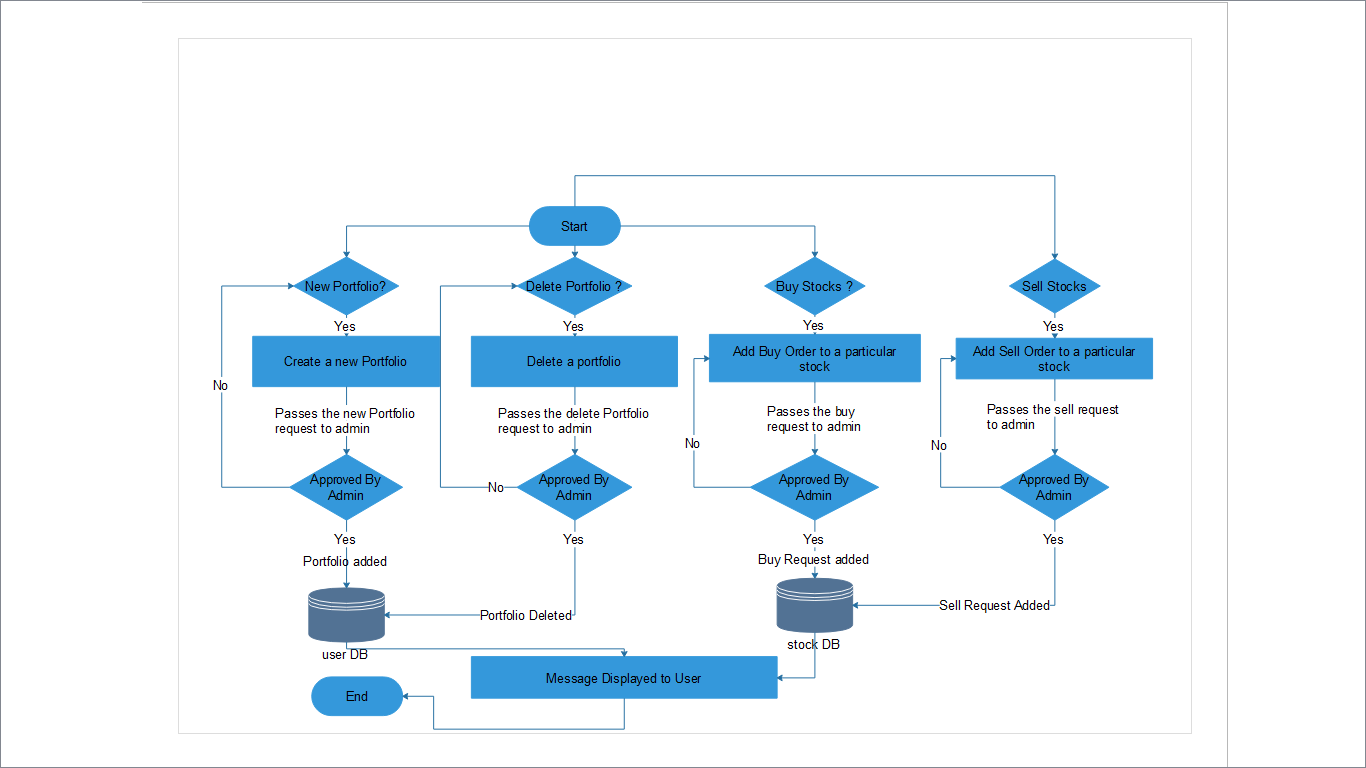 Start
New Portfolio?
Delete Portfolio ?
Buy Stocks ?
Sell Stocks
Yes
Yes
Yes
Yes
Create a new Portfolio
Delete a portfolio
Add Buy Order to a particular
stock
Add Sell Order to a particular
stock
No
Passes the new Portfolio
request to admin
Passes the delete Portfolio
request to admin
Passes the buy
request to admin
Passes the sell request
to admin
No
No
Approved By
Admin
No
Approved By
Admin
Approved By
Admin
Approved By
Admin
Yes
Yes
Yes
Yes
Portfolio added
Buy Request added
Portfolio Deleted
Sell Request Added
user DB
stock DB
Message Displayed to User
End